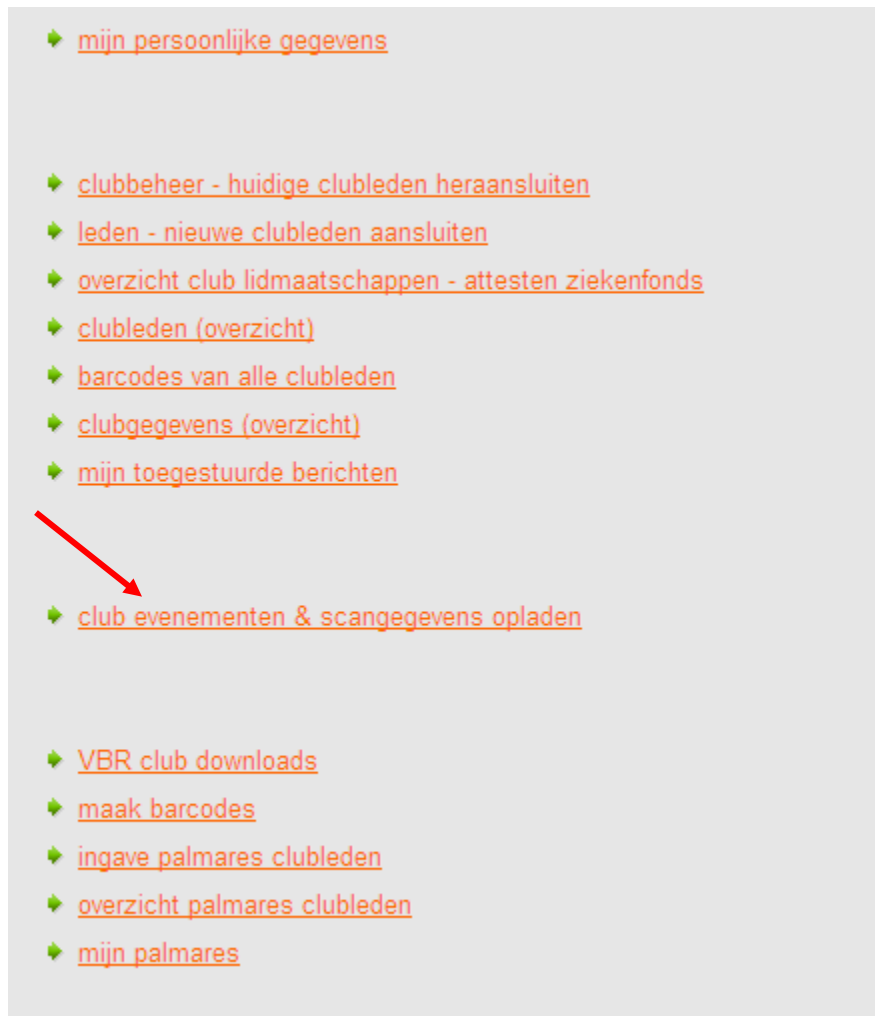 mijn persoonlijke gegevens
clubbeheer - huidige clubleden heraansluiten
leden - nieuwe clubleden aansluiten
overzicht club lidmaatschappen - attesten ziekenfonds
clubleden (overzicht)
barcodes van alle clubleden
clubgegevens (overzicht)
mijn toegestuurde berichten
club evenementen & scangegevens opladen
VBR club downloads
maak barcodes
ingave palmares clubleden
overzicht palmares clubleden
mijn palmares